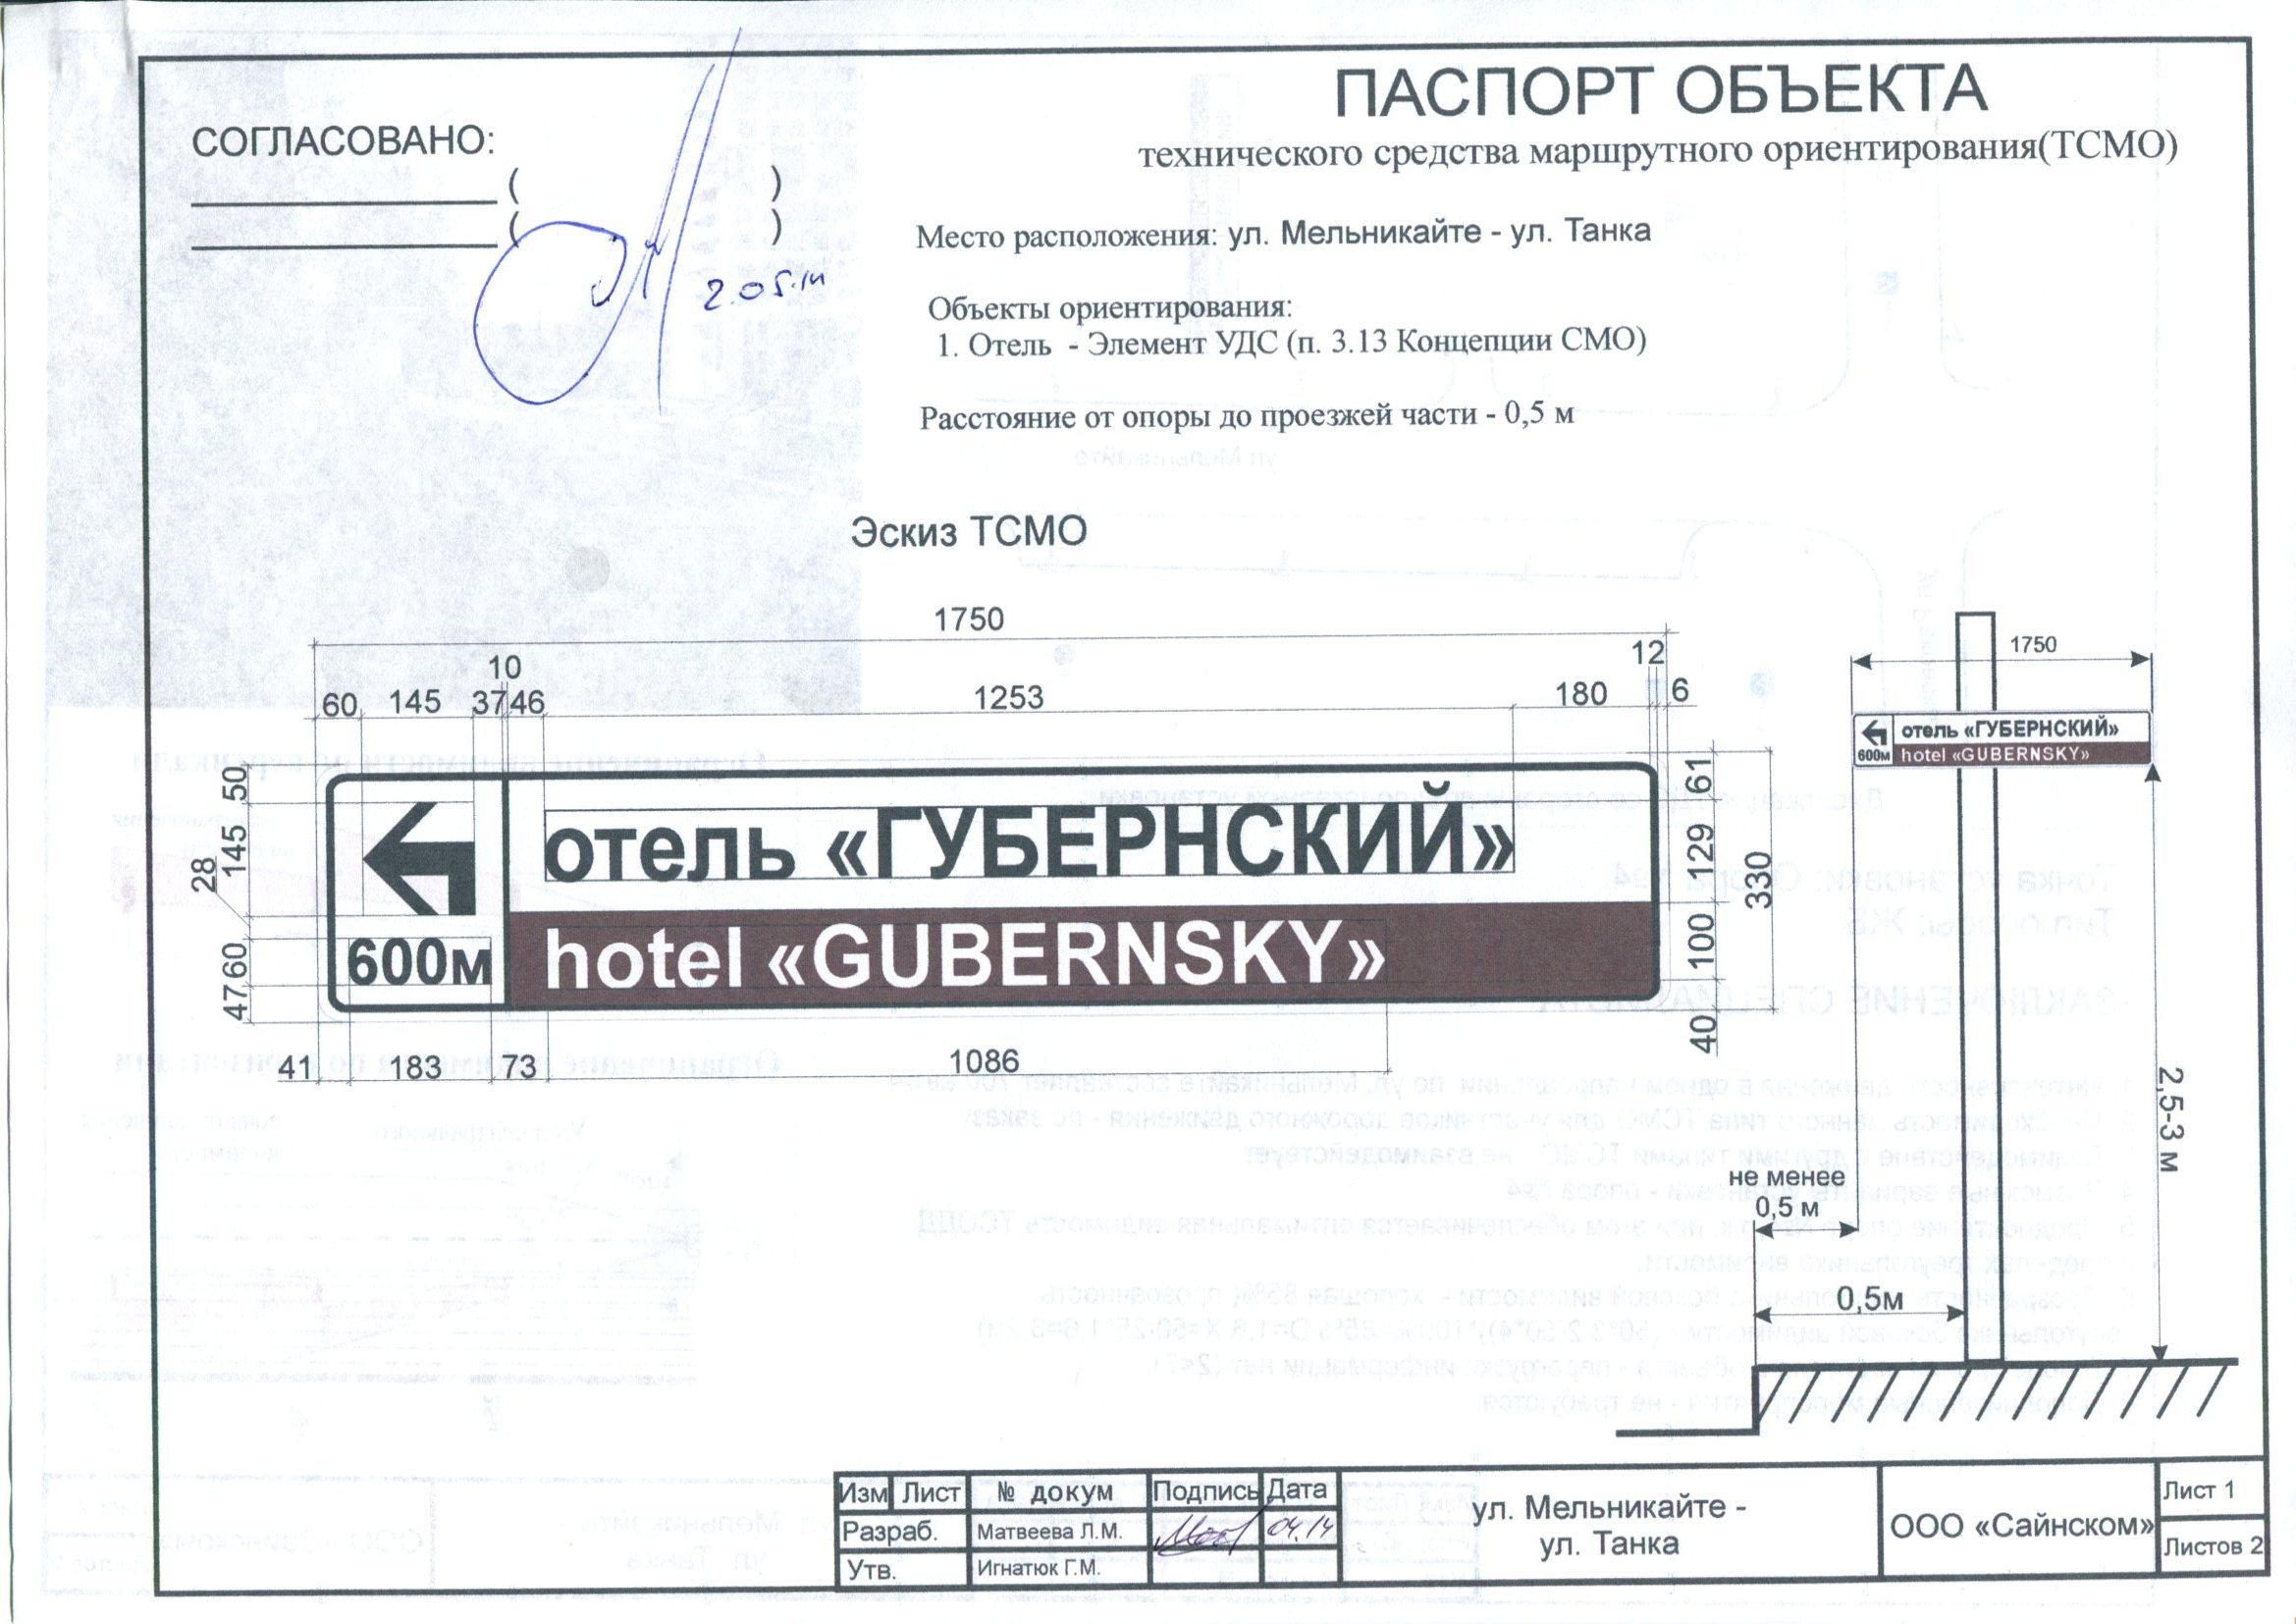 ПАСПОРТ ОБЪЕКТА
технического средства маршрутного ориентирования(ТСМО)
СОГЛАСОВАНО:
( )
( )
2.05.14
Место расположения: ул. Мельникайте - ул. Танка
Объекты ориентирования:
1. Отель - Элемент УДС (п. 3.13 Концепции СМО)
Расстояние от опоры до проезжей части - 0,5 м
Эскиз ТСМО
1750
10
12
60 145 37 46 1253 180 6
50
145
28
60
47
61
129
100
40
330
отель «ГУБЕРНСКИЙ»
600м
hotel «GUBERNSKY»
41 183 73 1086
1750
отель «ГУБЕРНСКИЙ»
600м
hotel «GUBERNSKY»
2,5-3 м
не менее
0,5 м
0,5м
Изм Лист № докум Подпись Дата
Разраб. Матвеева Л.М. 04.14
Утв. Игнатюк Г.М.
ул. Мельникайте -
ул. Танка
ООО «Сайнском»
Лист 1
Листов 2